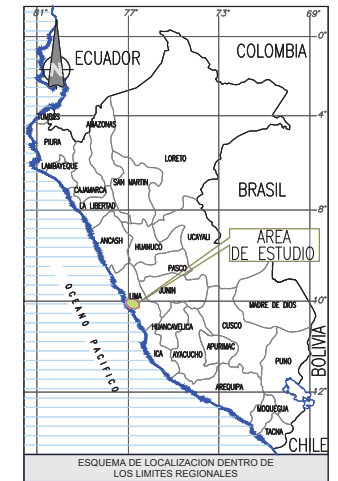 81° 77° 73° 69°
0°
ECUADOR
COLOMBIA
TUMBES
4°
AMAZONAS
PIURA
LORETO
LAMBAYEQUE
SAN MARTIN
CAJAMARCA
BRASIL
LA LIBERTAD
8°
ANCASH
UCAYALI
HUANUCO
AREA
DE ESTUDIO
PASCO
JUNIN
LIMA
10°
MADRE DE DIOS
OCEANO PACIFICO
HUANCAVELICA
CUSCO
APURIMAC
ICA
AYACUCHO
PUNO
BOLIVIA
AREQUIPA
12°
MOQUEGUA
TACNA
CHILE
ESQUEMA DE LOCALIZACION DENTRO DE
LOS LIMITES REGIONALES